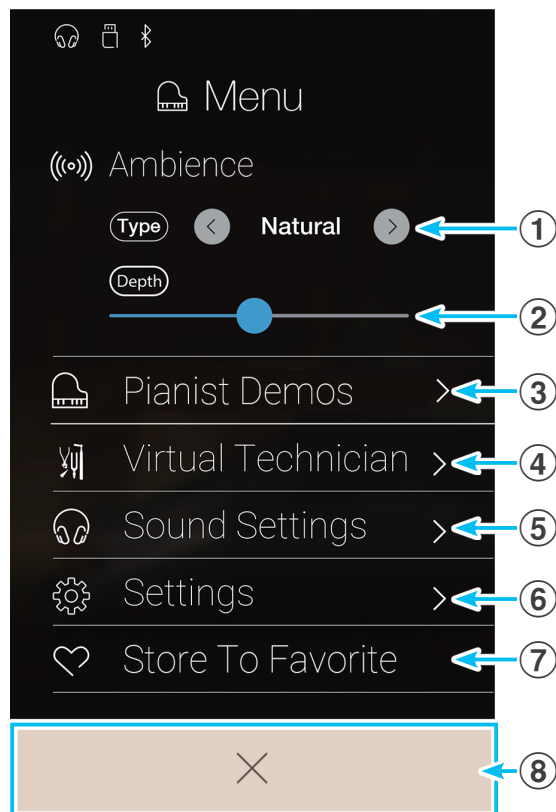 Menu
Ambience
Type < Natural > 1
Depth
2
Pianist Demos > 3
Virtual Technician > 4
Sound Settings > 5
Settings > 6
Store To Favorite 7
8